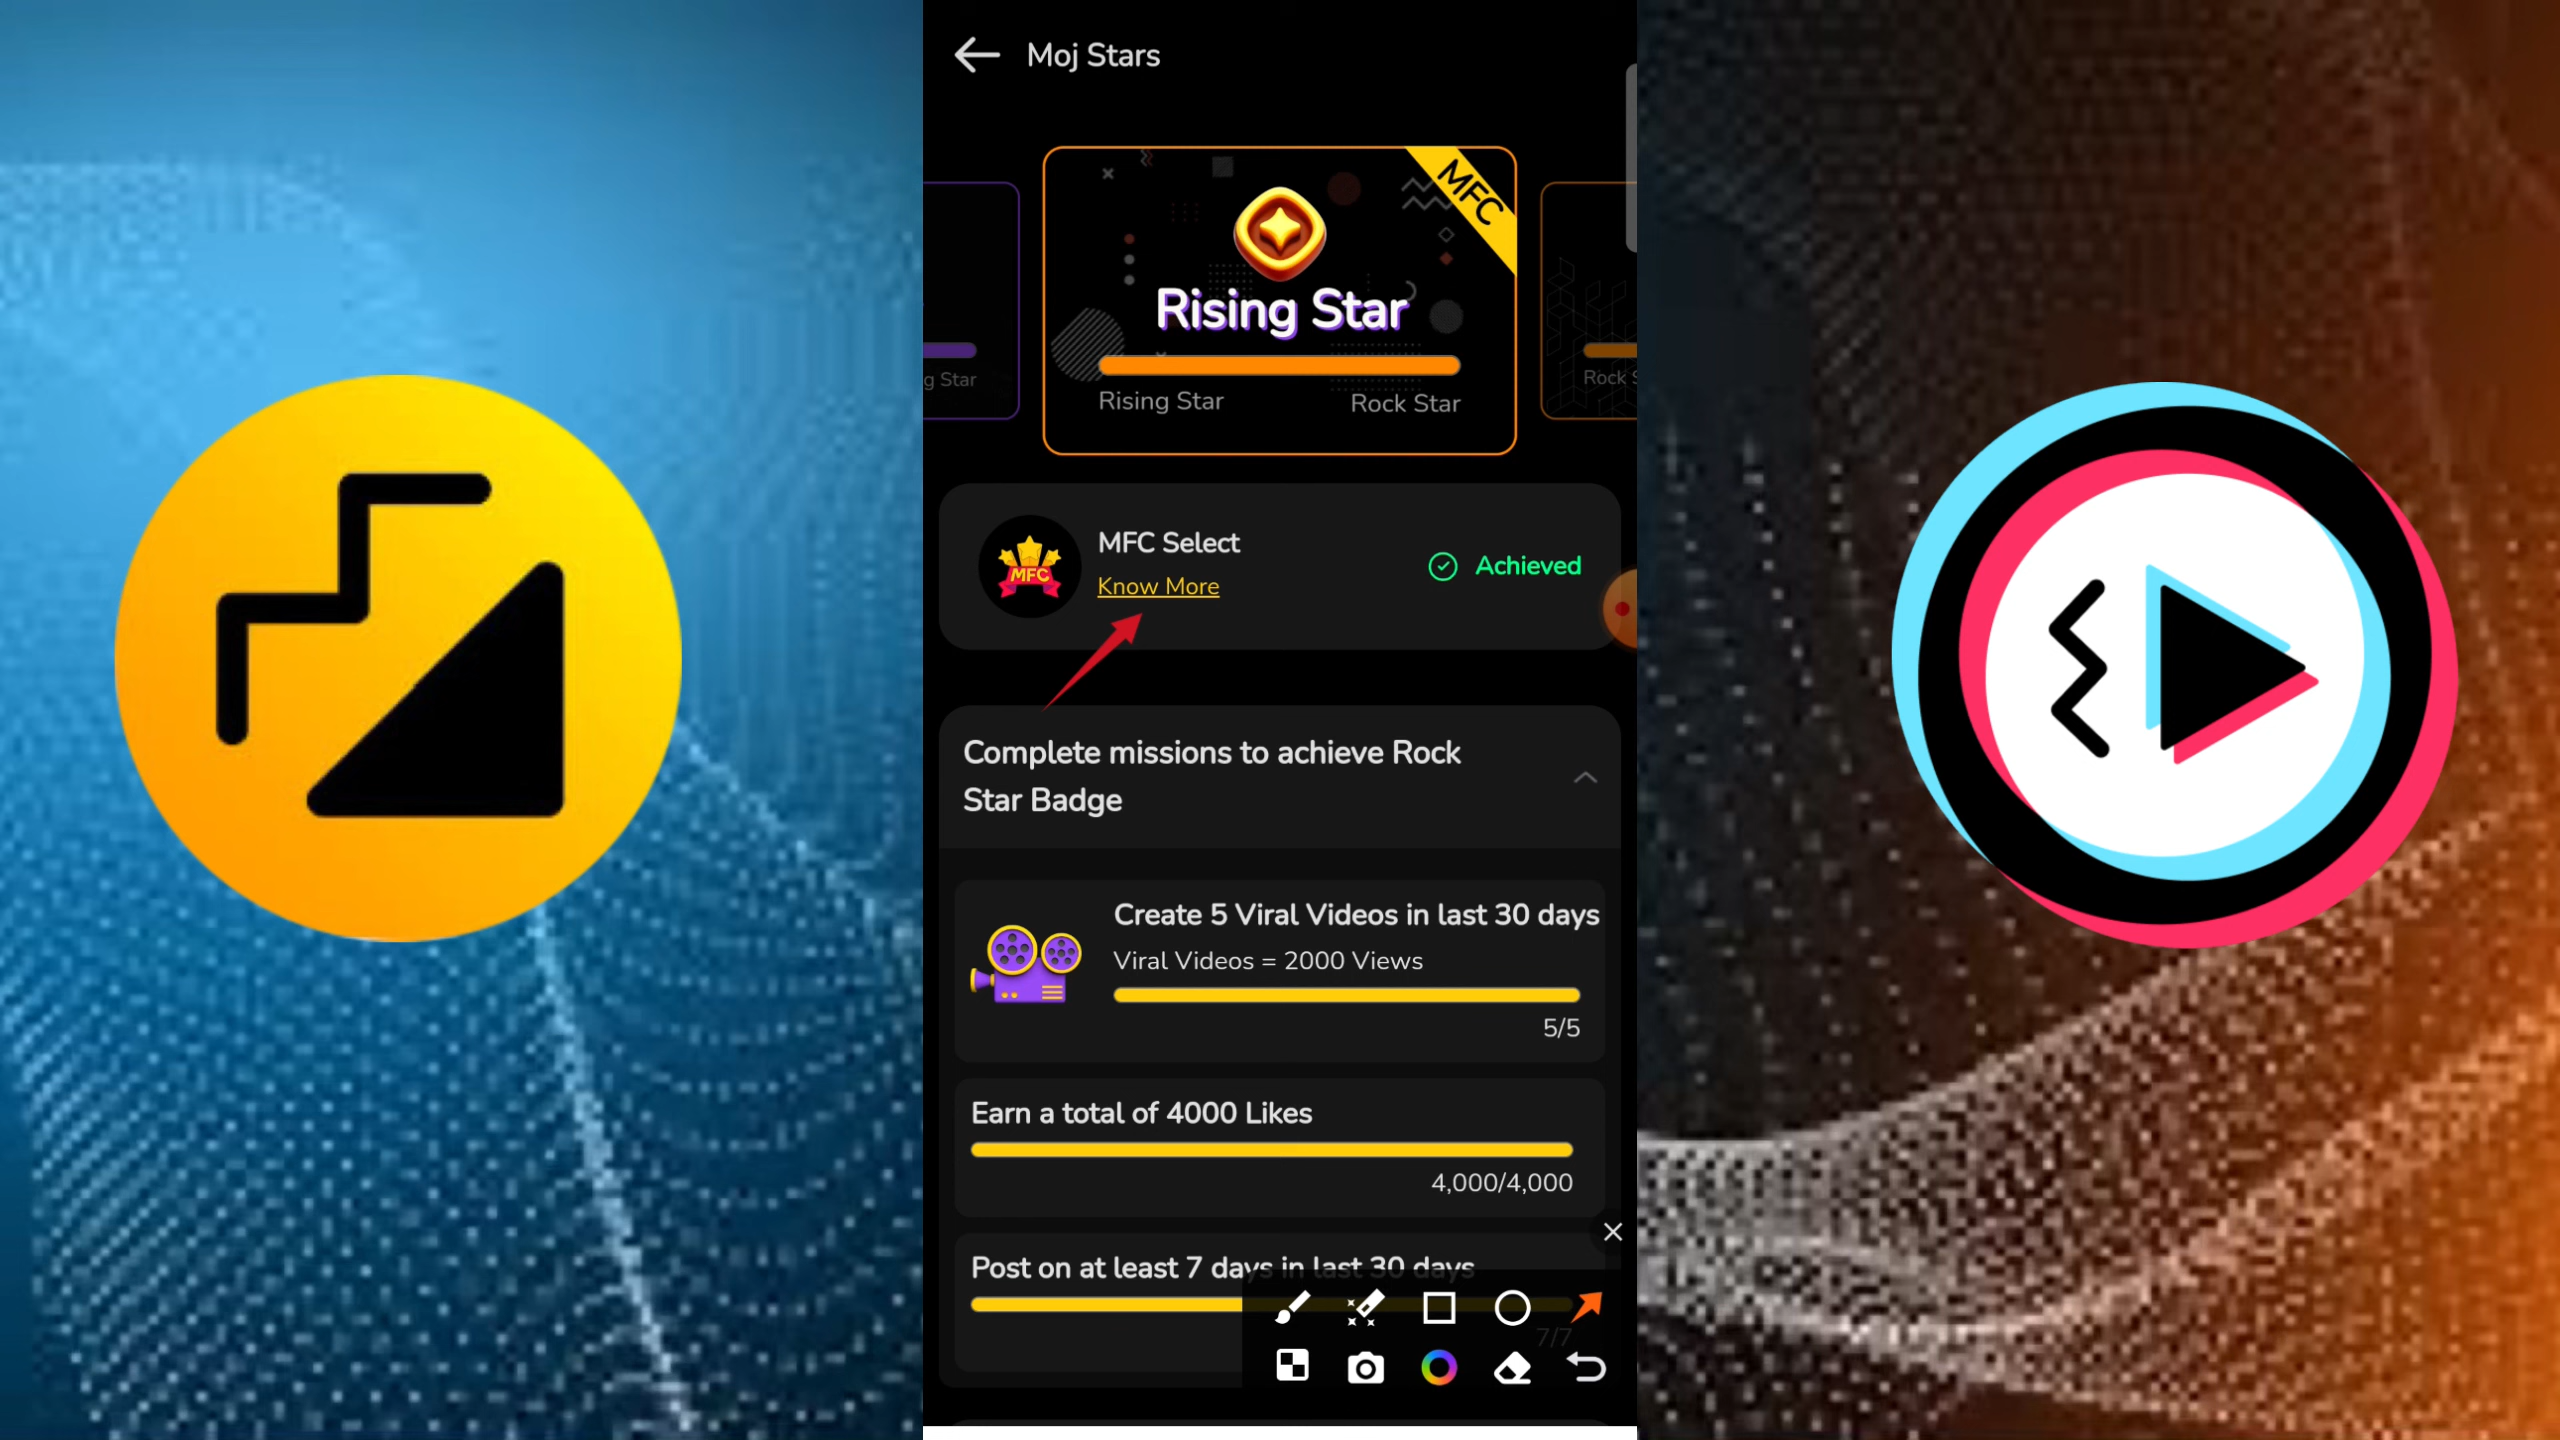 Moj Stars
MFC
Rising Star
Rising Star
Rock Star
g Star
Rock S
MFC
MFC Select
Know More
Achieved
Complete missions to achieve Rock
Star Badge
Create 5 Viral Videos in last 30 days
Viral Videos = 2000 Views
5/5
Earn a total of 4000 Likes
4,000/4,000
Post on at least 7 days in last 30 days
7/7